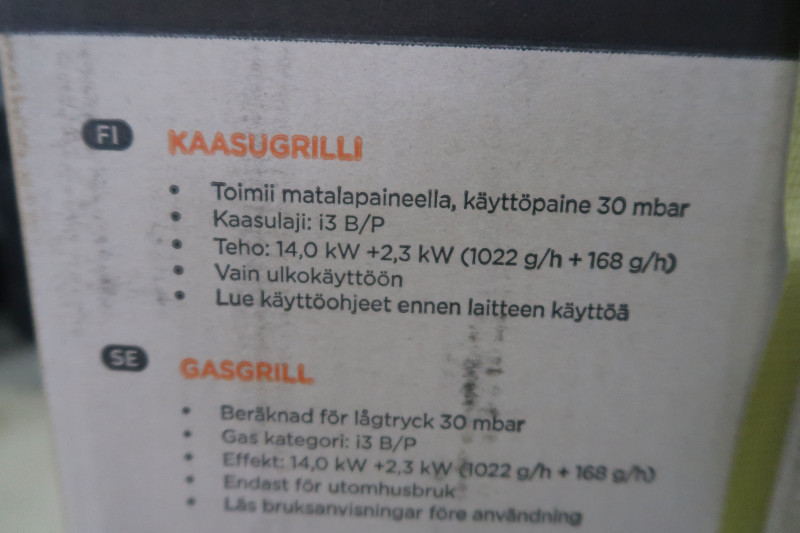 FI KAASUGRILLI
• Toimii matalapaineella, käyttöpaine 30 mbar
• Kaasulaji: i3 B/P
• Teho: 14,0 kW +2,3 kW (1022 g/h + 168 g/h)
• Vain ulkokäyttöön
• Lue käyttöohjeet ennen laitteen käyttöä
SE GASGRILL
• Beräknad för lågtryck 30 mbar
• Gas kategori: i3 B/P
• Effekt: 14,0 kW +2,3 kW (1022 g/h + 168 g/h)
• Endast för utomhusbruk
• Läs bruksanvisningar före användning